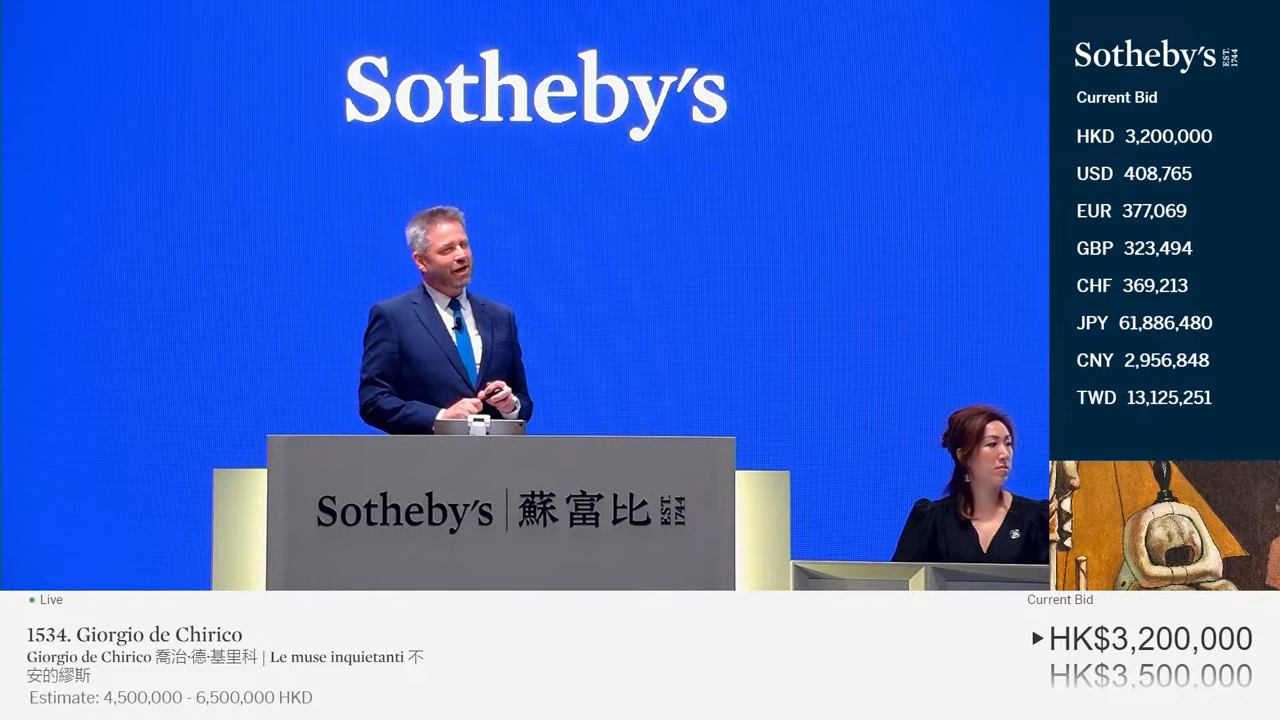 Sotheby's
Sotheby's | 蘇富比 EST. 1744
Sotheby's EST. 1744
Current Bid
HKD 3,200,000
USD 408,765
EUR 377,069
GBP 323,494
CHF 369,213
JPY 61,886,480
CNY 2,956,848
TWD 13,125,251
Live
1534. Giorgio de Chirico
Giorgio de Chirico 喬治·德·基里科 | Le muse inquietanti 不
安的繆斯
Estimate: 4,500,000 - 6,500,000 HKD
Current Bid
HK$3,200,000
HK$3,500,000